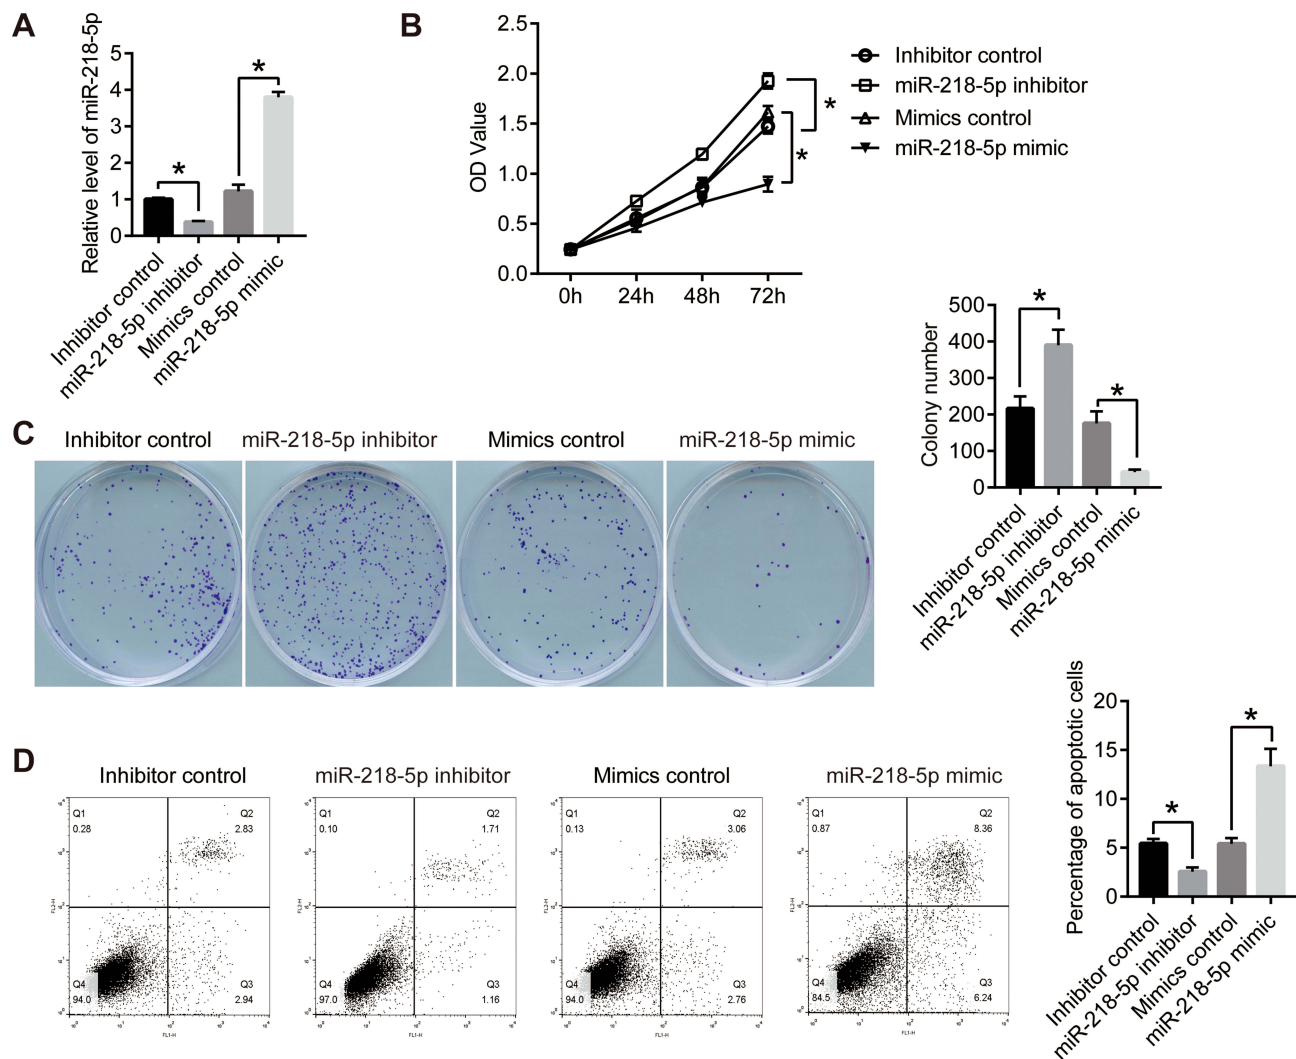 A
Relative level of miR-218-5p
5
4
3
2
1
0
*
*
Inhibitor control
miR-218-5p inhibitor
Mimics control
miR-218-5p mimic
B
OD Value
2.5
2.0
1.5
1.0
0.5
0.0
0h
24h
48h
72h
*
*
Inhibitor control
miR-218-5p inhibitor
Mimics control
miR-218-5p mimic
C
Inhibitor control
miR-218-5p inhibitor
Mimics control
miR-218-5p mimic
Colony number
500
400
300
200
100
0
*
*
Inhibitor control
miR-218-5p inhibitor
Mimics control
miR-218-5p mimic
D
Inhibitor control
Q1
0.28
Q2
2.83
Q4
94.0
Q3
2.94
FL2-H
FL1-H
miR-218-5p inhibitor
Q1
0.10
Q2
1.71
Q4
97.0
Q3
1.16
FL2-H
FL1-H
Mimics control
Q1
0.13
Q2
3.06
Q4
94.0
Q3
2.76
FL2-H
FL1-H
miR-218-5p mimic
Q1
0.87
Q2
8.36
Q4
84.5
Q3
6.24
FL2-H
FL1-H
Percentage of apoptotic cells
20
15
10
5
0
*
*
Inhibitor control
miR-218-5p inhibitor
Mimics control
miR-218-5p mimic